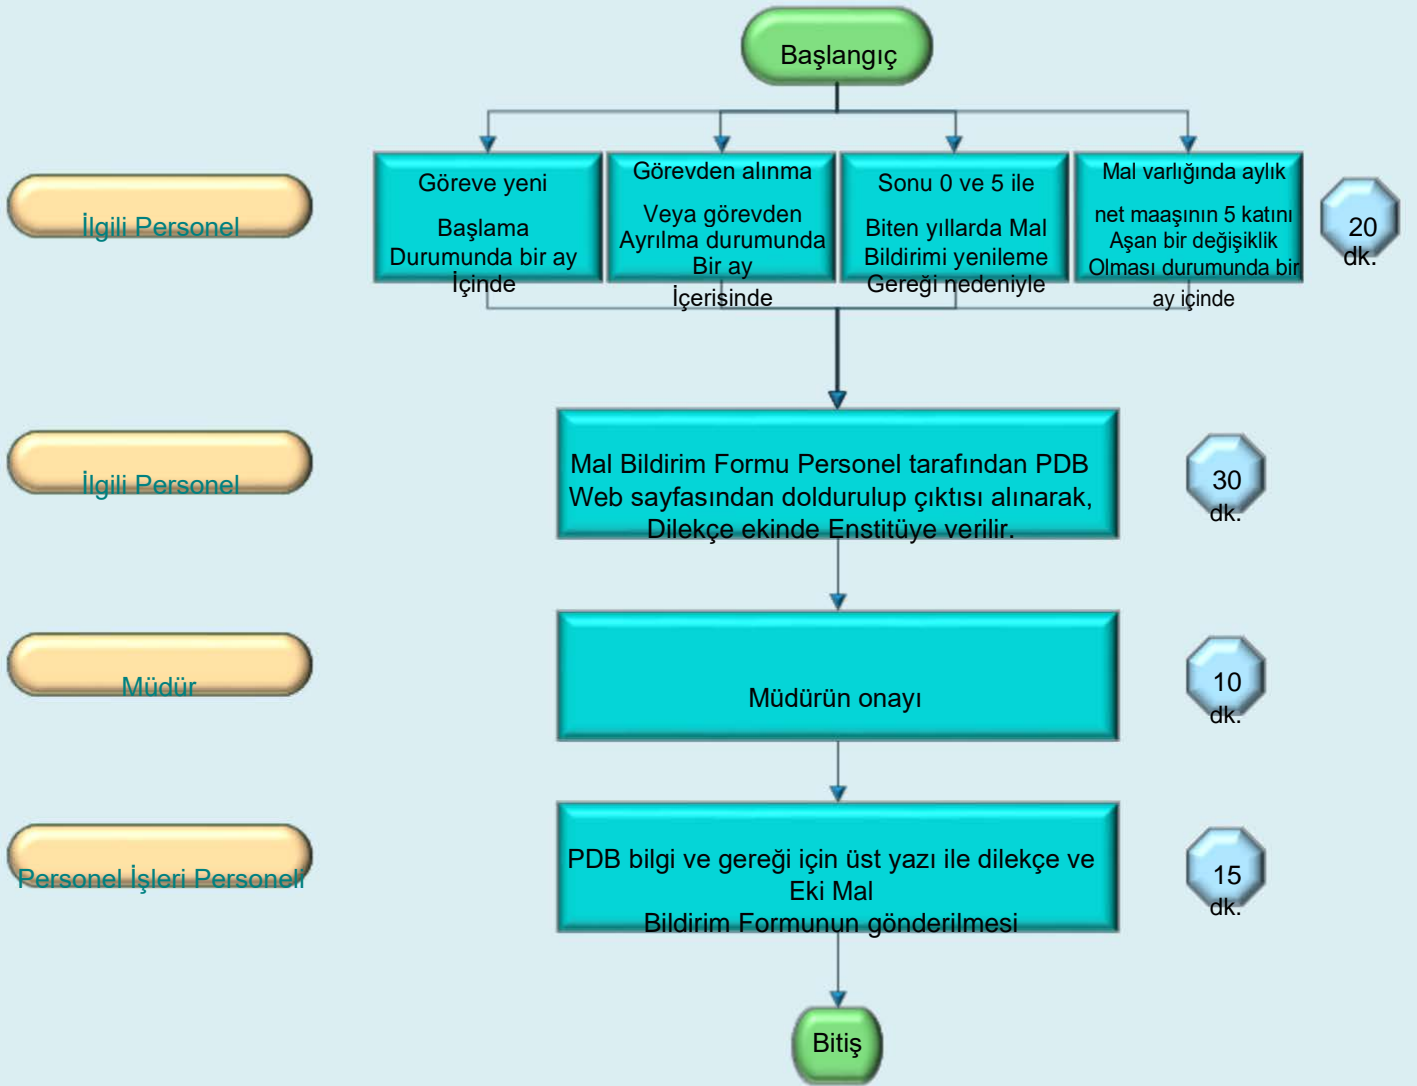 Başlangıç
İlgili Personel
Göreve yeni
Başlama
Durumunda bir ay
İçinde
Görevden alınma
Veya görevden
Ayrılma durumunda
Bir ay
İçerisinde
Sonu 0 ve 5 ile
Biten yıllarda Mal
Bildirimi yenileme
Gereği nedeniyle
Mal varlığında aylık
net maaşının 5 katını
Aşan bir değişiklik
Olması durumunda bir
ay içinde
20
dk.
İlgili Personel
Mal Bildirim Formu Personel tarafından PDB
Web sayfasından doldurulup çıktısı alınarak,
Dilekçe ekinde Enstitüye verilir.
30
dk.
Müdür
Müdürün onayı
10
dk.
Personel İşleri Personeli
PDB bilgi ve gereği için üst yazı ile dilekçe ve
Eki Mal
Bildirim Formunun gönderilmesi
15
dk.
Bitiş